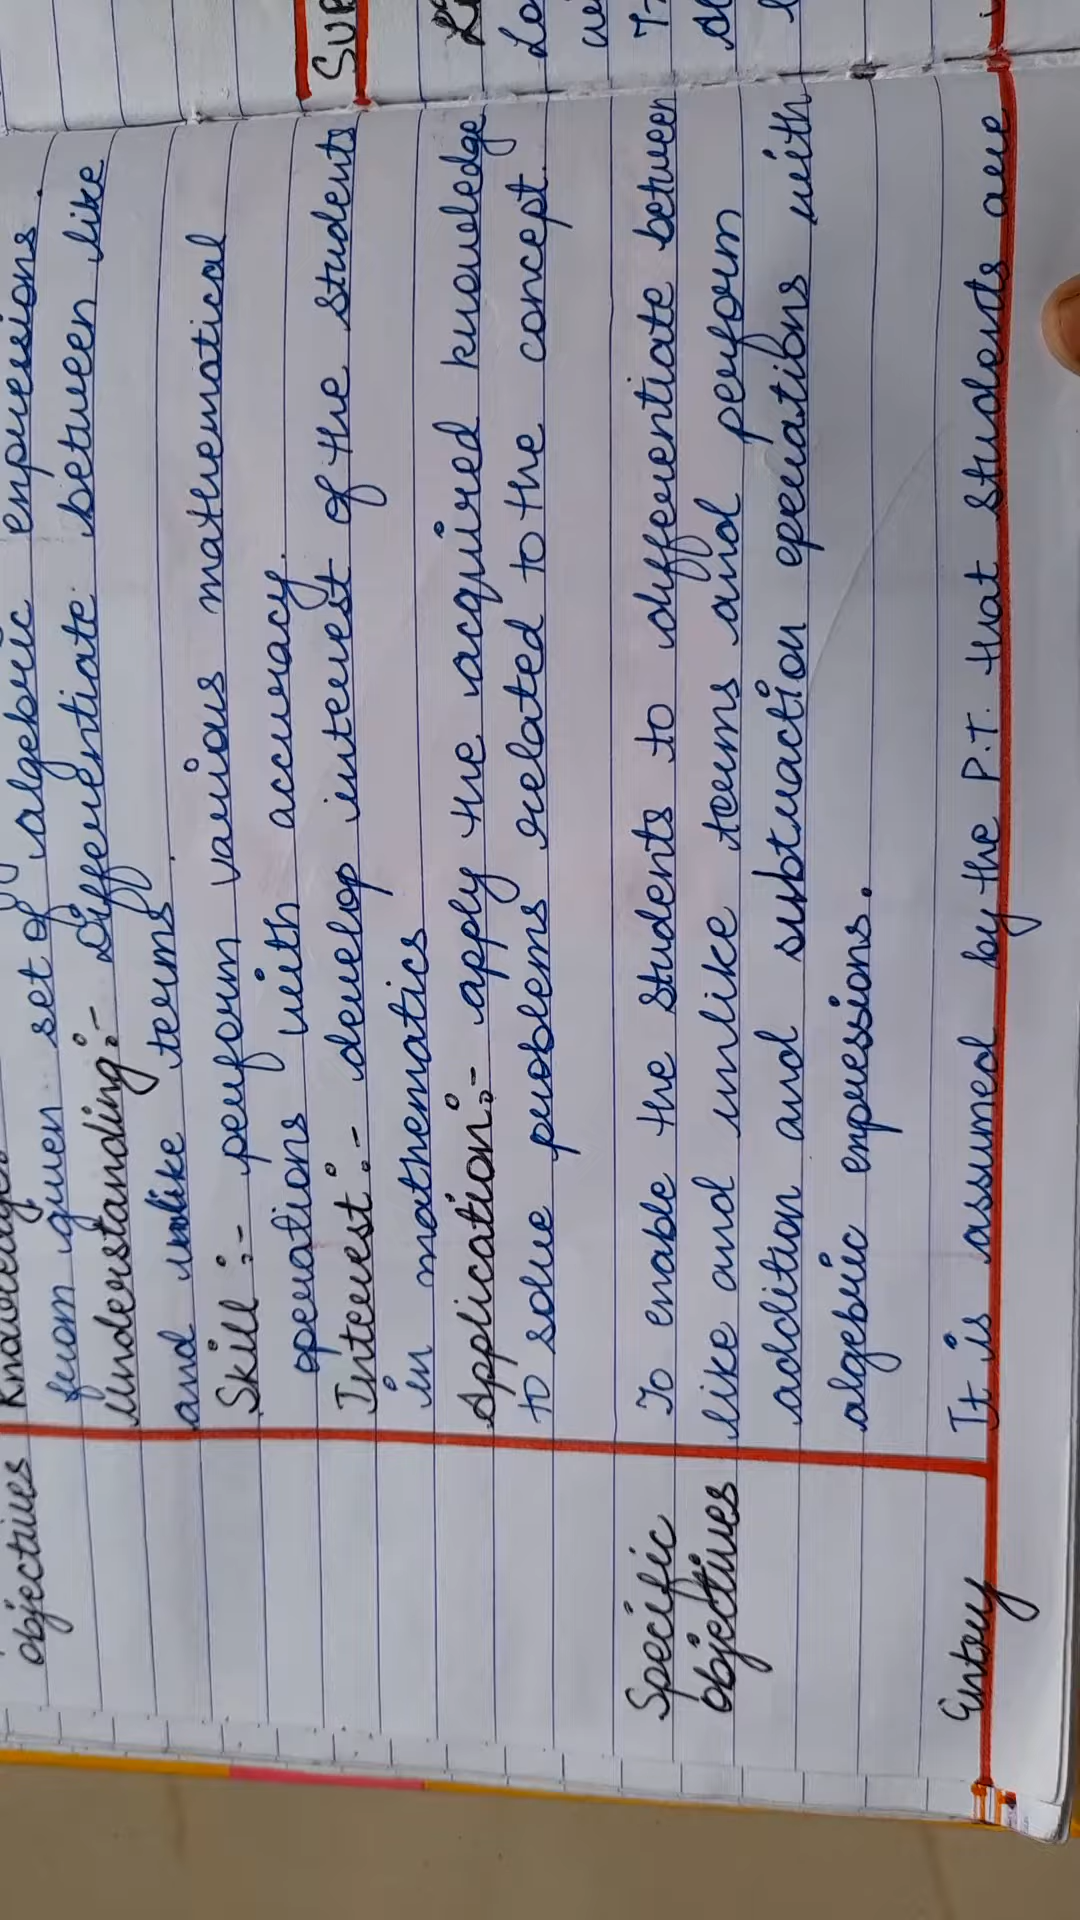 objectives Knowledge:-
from given set of algebric expressions.
Understanding:- Differentiate between like
and unlike terms.
Skill:- perform various mathematical
operations with accuracy.
Interest:- develop interest of the students
in mathematics
Application:- apply the acquired knowledge
to solve problems related to the concept.
Specific To enable the students to differentiate between
objectives like and unlike terms and perform
addition and subtraction operations with
algebric expressions.
Entry It is assumed by the P.T. that students are